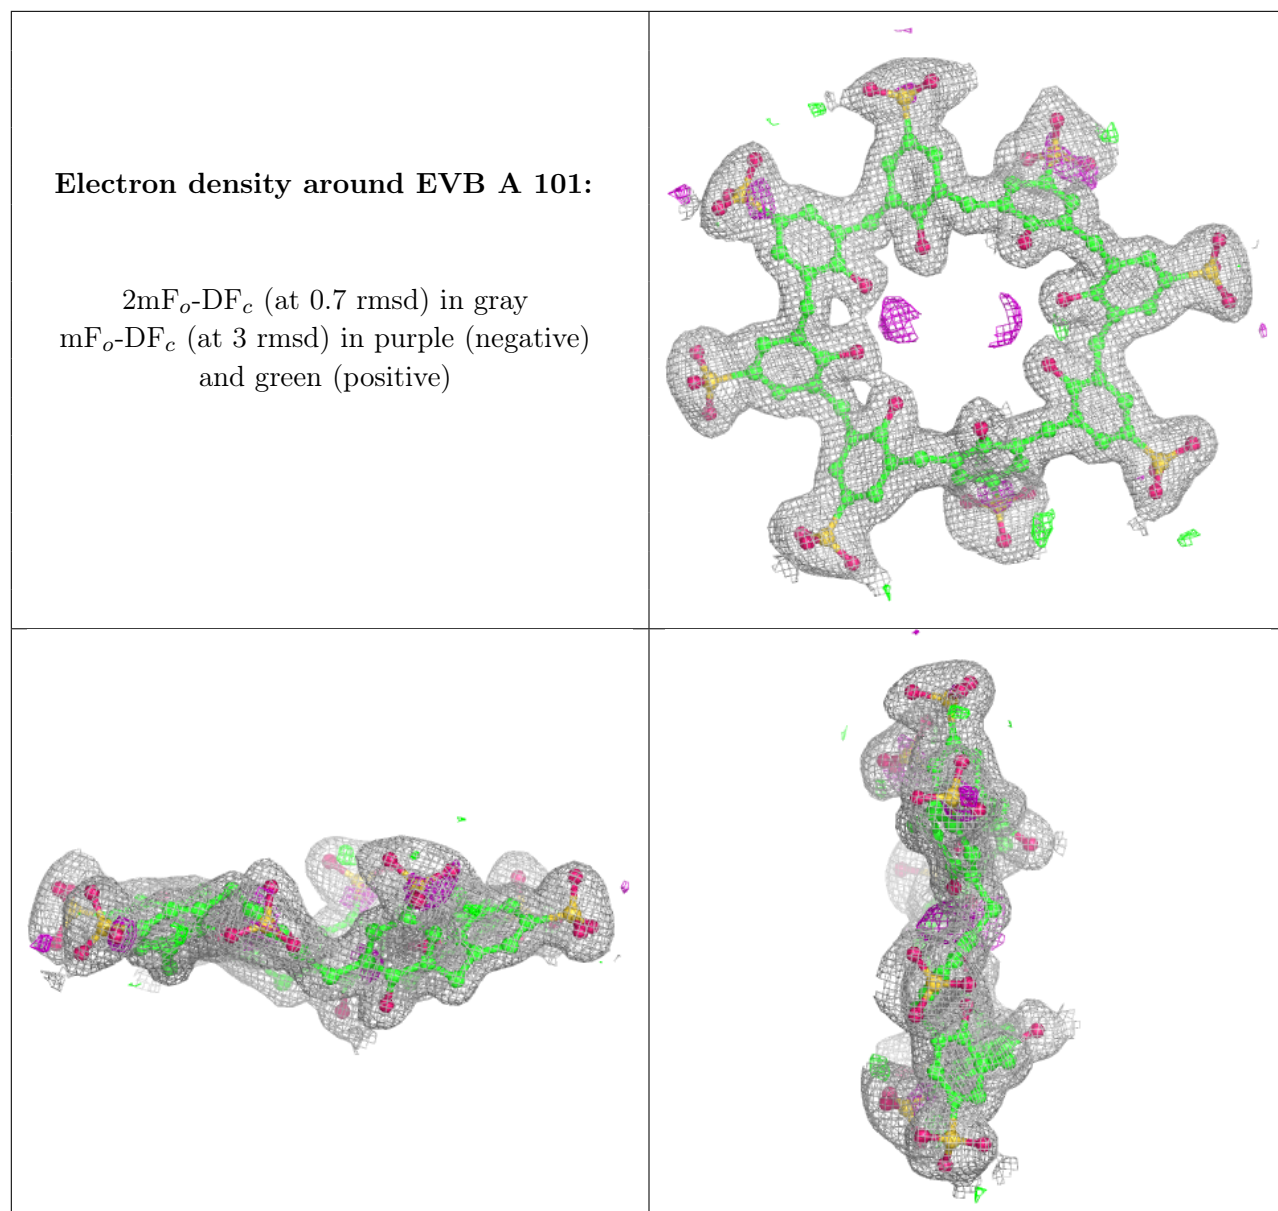 Electron density around EVB A 101:
2mFo-DFc (at 0.7 rmsd) in gray
mFo-DFc (at 3 rmsd) in purple (negative)
and green (positive)